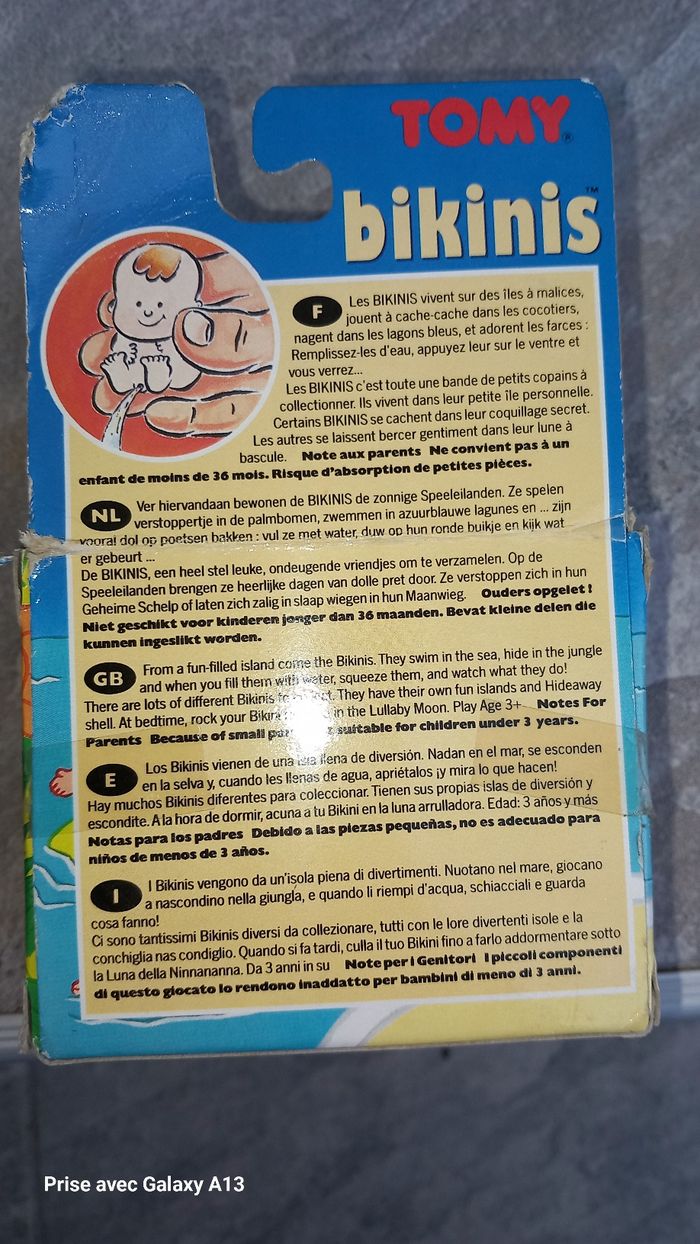 TOMY®
bikinis™
F Les BIKINIS vivent sur des îles à malices,
jouent à cache-cache dans les cocotiers,
nagent dans les lagons bleus, et adorent les farces :
Remplissez-les d'eau, appuyez leur sur le ventre et
vous verrez...
Les BIKINIS c'est toute une bande de petits copains à
collectionner. Ils vivent dans leur petite île personnelle.
Certains BIKINIS se cachent dans leur coquillage secret.
Les autres se laissent bercer gentiment dans leur lune à
bascule. Note aux parents Ne convient pas à un
enfant de moins de 36 mois. Risque d'absorption de petites pièces.
NL Ver hiervandaan bewonen de BIKINIS de zonnige Speeleilanden. Ze spelen
verstoppertje in de palmbomen, zwemmen in azuurblauwe lagunes en ... zijn
vooral dol op poetsen bakken : vul ze met water, duw op hun ronde buikje en kijk wat
er gebeurt ...
De BIKINIS, een heel stel leuke, ondeugende vriendjes om te verzamelen. Op de
Speeleilanden brengen ze heerlijke dagen van dolle pret door. Ze verstoppen zich in hun
Geheime Schelp of laten zich zalig in slaap wiegen in hun Maanwieg. Ouders opgelet !
Niet geschikt voor kinderen jonger dan 36 maanden. Bevat kleine delen die
kunnen ingeslikt worden.
GB From a fun-filled island come the Bikinis. They swim in the sea, hide in the jungle
and when you fill them with water, squeeze them, and watch what they do!
There are lots of different Bikinis to. They have their own fun islands and Hideaway
shell. At bedtime, rock your Bikini in the Lullaby Moon. Play Age 3+ Notes For
Parents Because of small suitable for children under 3 years.
E Los Bikinis vienen de una isla llena de diversión. Nadan en el mar, se esconden
en la selva y, cuando les llenas de agua, apriétalos ¡y mira lo que hacen!
Hay muchos Bikinis diferentes para coleccionar. Tienen sus propias islas de diversión y
escondite. A la hora de dormir, acuna a tu Bikini en la luna arrulladora. Edad: 3 años y más
Notas para los padres Debido a las piezas pequeñas, no es adecuado para
niños de menos de 3 años.
I I Bikinis vengono da un'isola piena di divertimenti. Nuotano nel mare, giocano
a nascondino nella giungla, e quando li riempi d'acqua, schiacciali e guarda
cosa fanno!
Ci sono tantissimi Bikinis diversi da collezionare, tutti con le lore divertenti isole e la
conchiglia nas condiglio. Quando si fa tardi, culla il tuo Bikini fino a farlo addormentare sotto
la Luna della Ninnananna. Da 3 anni in su Note per i Genitori I piccoli componenti
di questo giocato lo rendono inaddatto per bambini di meno di 3 anni.
Prise avec Galaxy A13